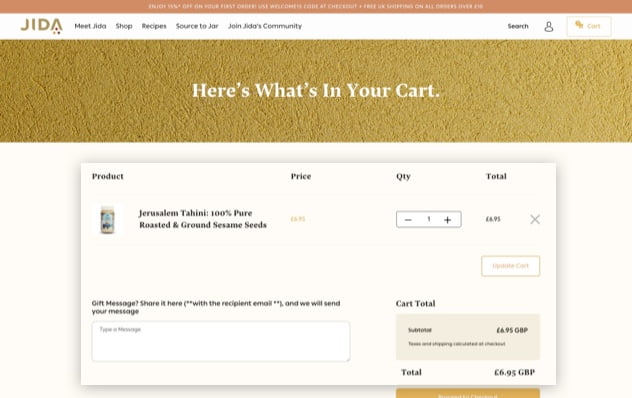 ENJOY 15%* OFF ON YOUR FIRST ORDER! USE WELCOME15 CODE AT CHECKOUT + FREE UK SHIPPING ON ALL ORDERS OVER £10
JIDA Meet Jida Shop Recipes Source to Jar Join Jida's Community Search Cart
Here's What's In Your Cart.
Product Price Qty Total
Jerusalem Tahini: 100% Pure
Roasted & Ground Sesame Seeds
£6.95 − 1 + £6.95
Update Cart
Gift Message? Share it here (**with the recipient email **), and we will send
your message
Type a Message
Cart Total
Subtotal £6.95 GBP
Taxes and shipping calculated at checkout
Total £6.95 GBP
Proceed to Checkout